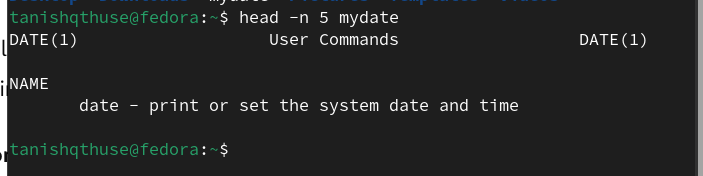 tanishqthuse@fedora:~$ head -n 5 mydate
DATE(1) User Commands DATE(1)
NAME
date - print or set the system date and time
tanishqthuse@fedora:~$